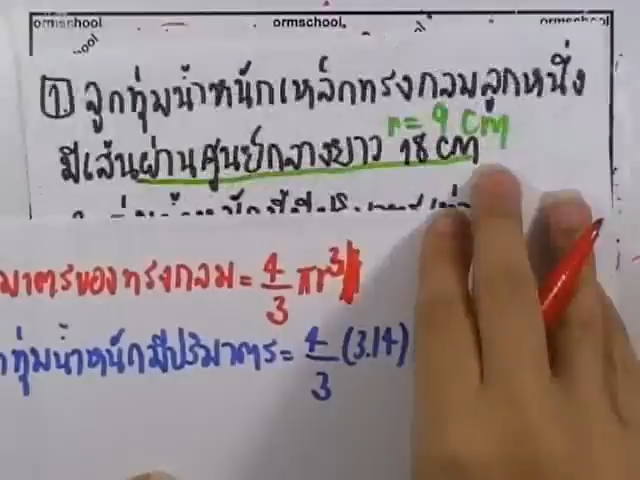 ormschool ormschool ormschool
ool
1 ลูกทุ่มน้ำหนักเหล็กทรงกลมลูกหนึ่ง
r = 9 cm
มีเส้นผ่านศูนย์กลางยาว 18 cm
มาตรของทรงกลม = 4/3 πr³
ทุ่มน้ำหนักมีปริมาตร = 4/3 (3.14)